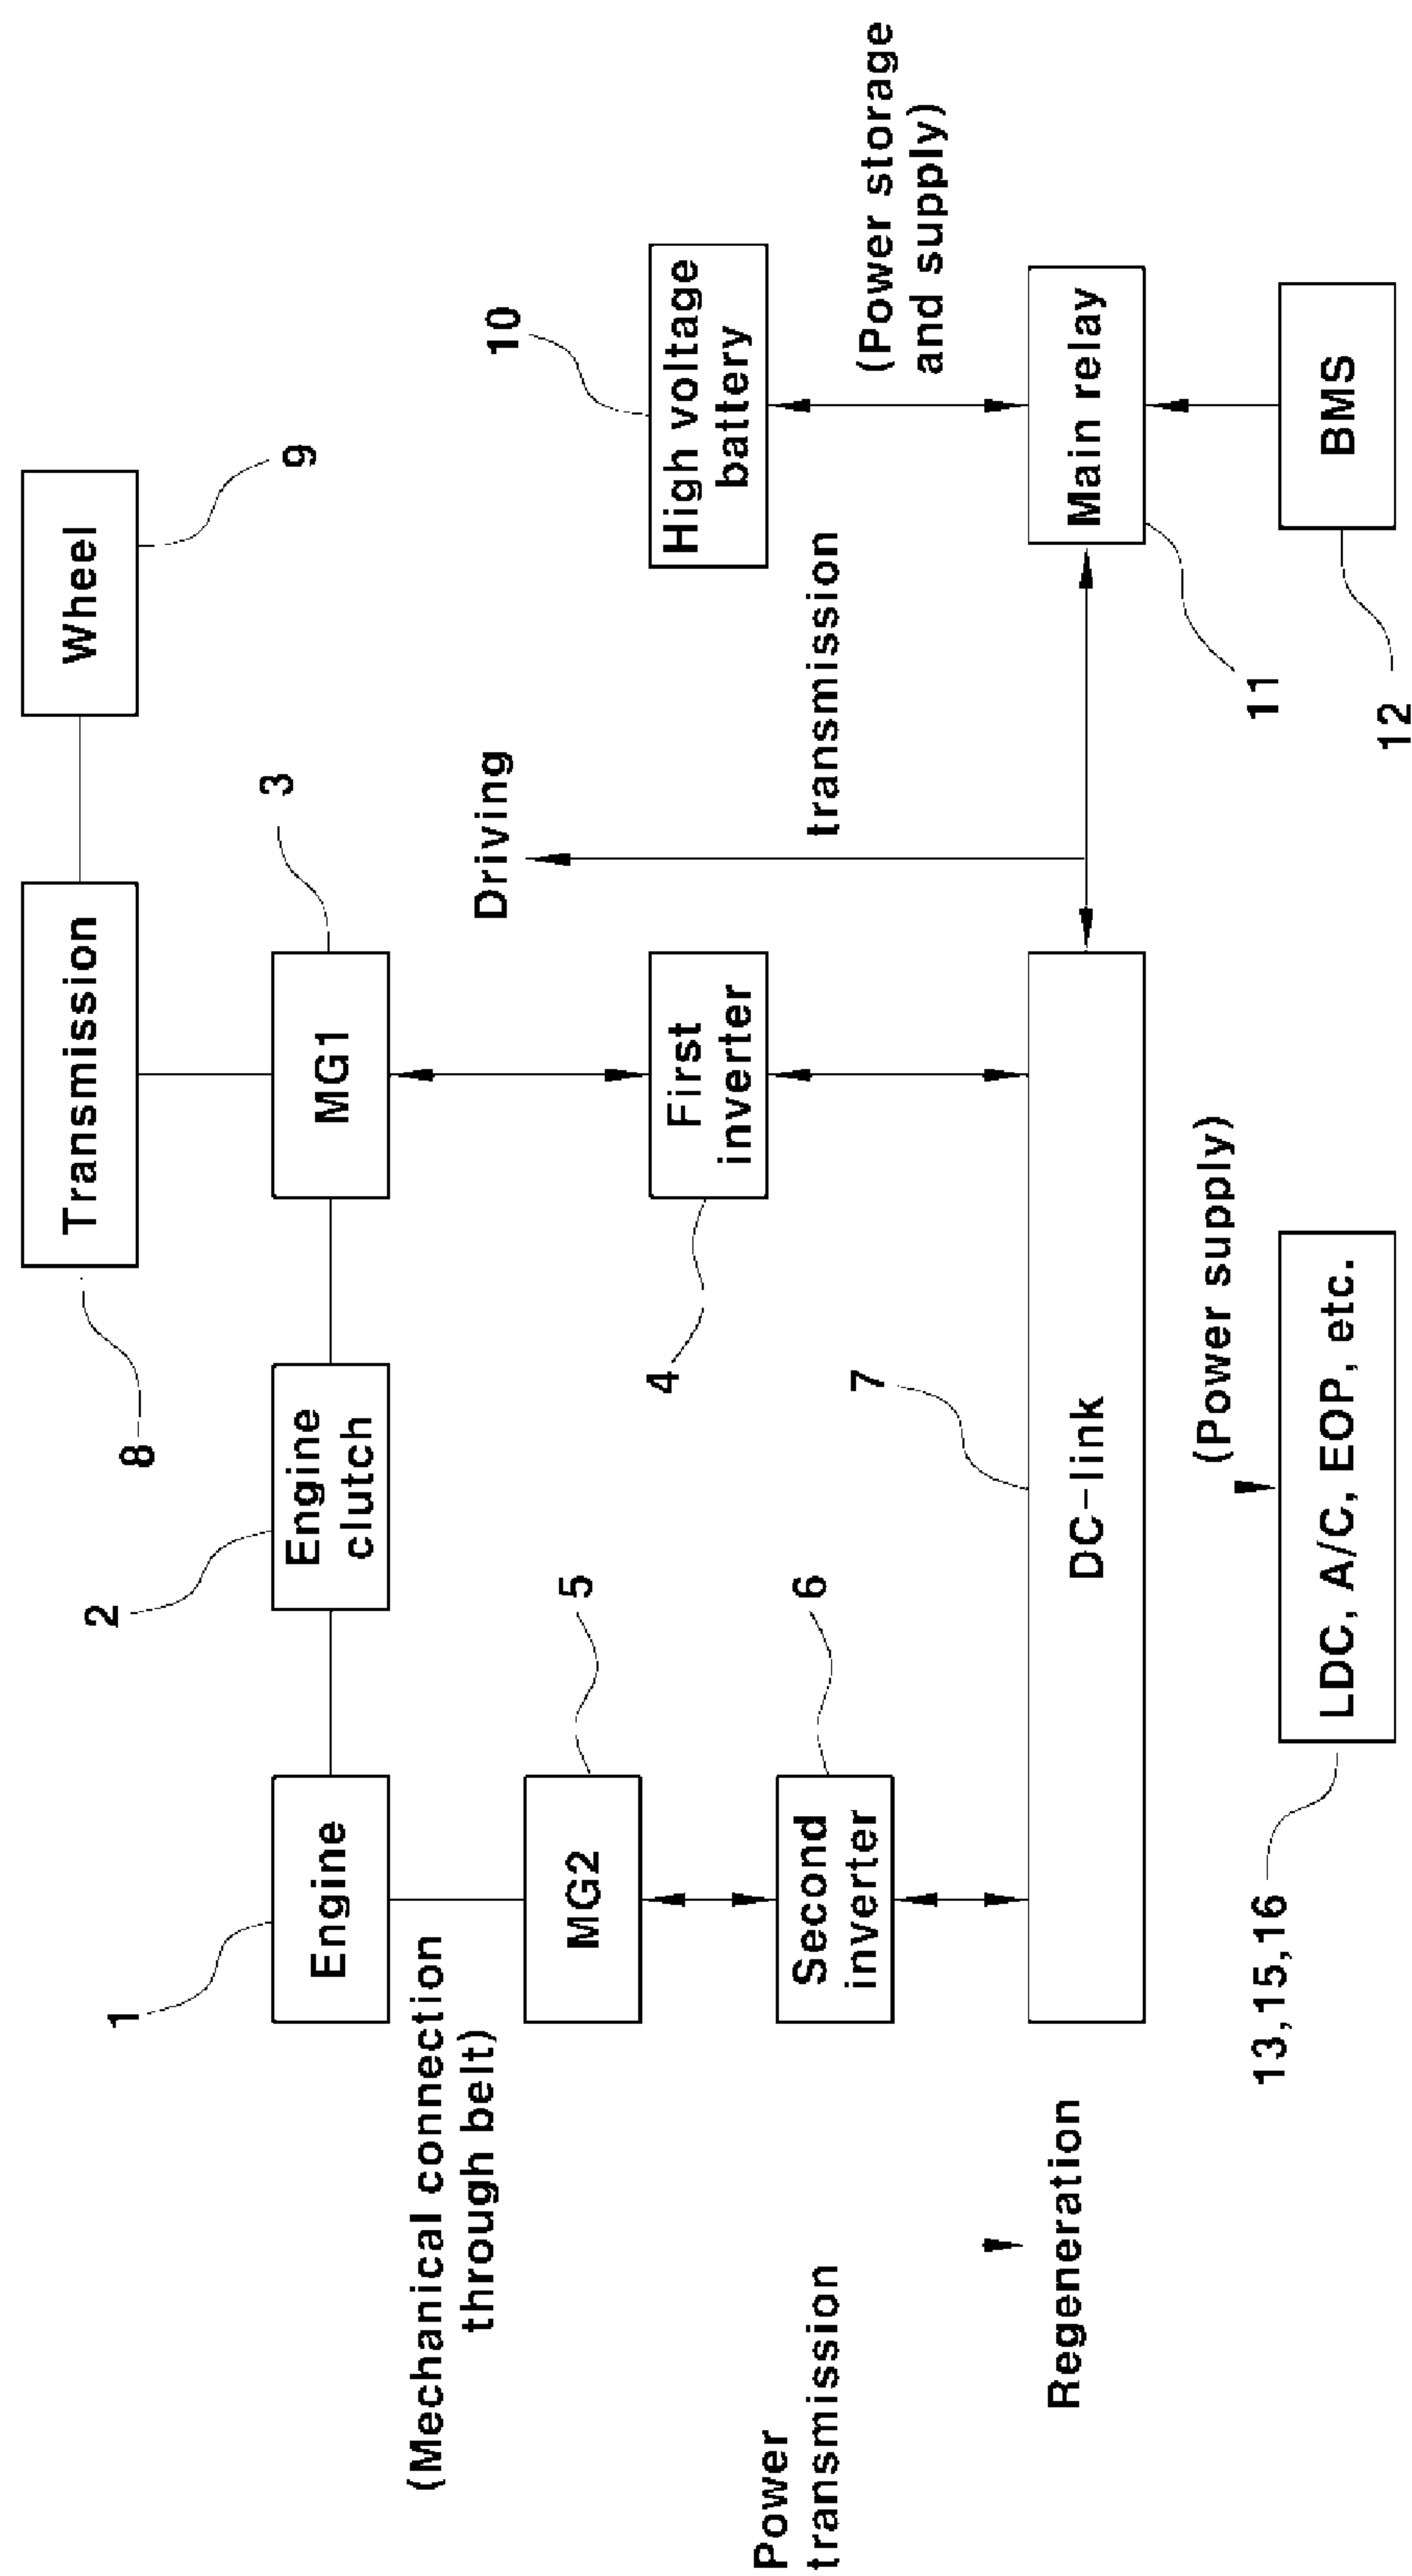 Transmission
Wheel
8
9
1
2
3
Engine
Engine
clutch
MG1
(Mechanical connection
through belt)
Driving
10
5
MG2
4
First
inverter
High voltage
battery
Power
transmission
transmission
6
Second
inverter
(Power storage
and supply)
7
Regeneration
DC-link
Main relay
(Power supply)
11
13,15,16
LDC, A/C, EOP, etc.
BMS
12